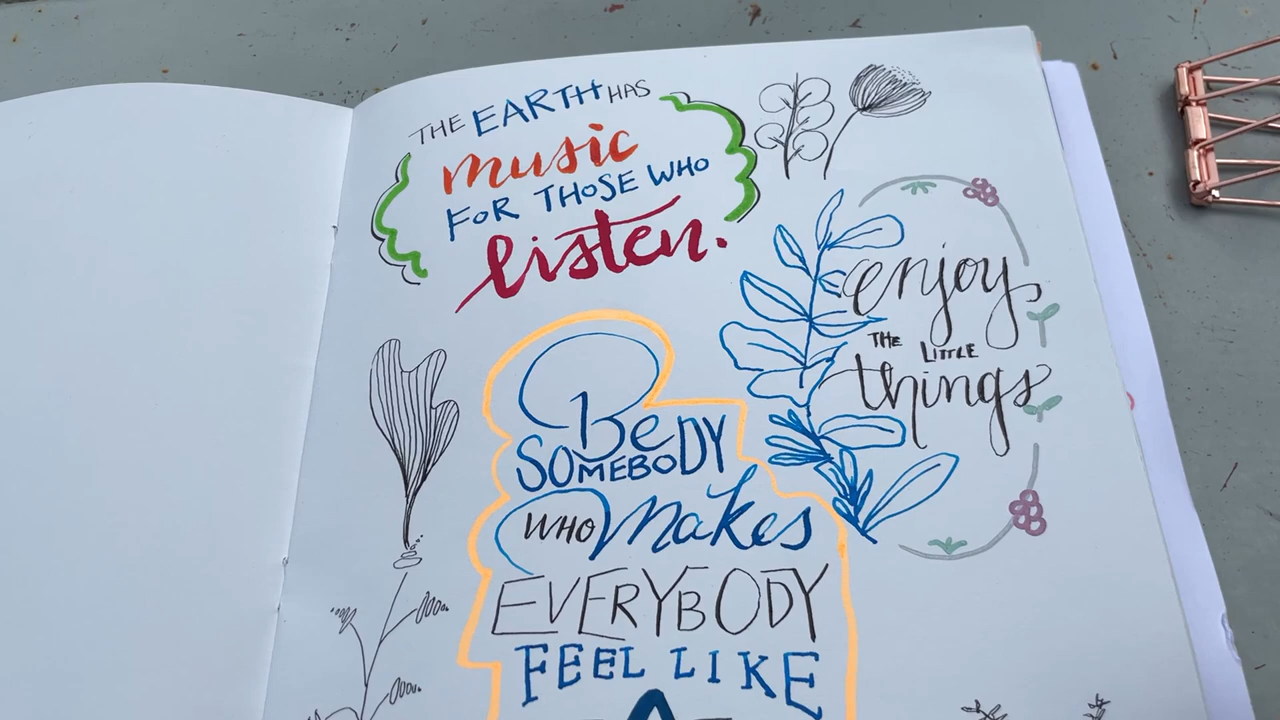 THE EARTH HAS
music
FOR THOSE WHO
listen.
enjoy
THE LITTLE
things
Be
SOMEBODY
WHO makes
EVERYBODY
FEEL LIKE
A